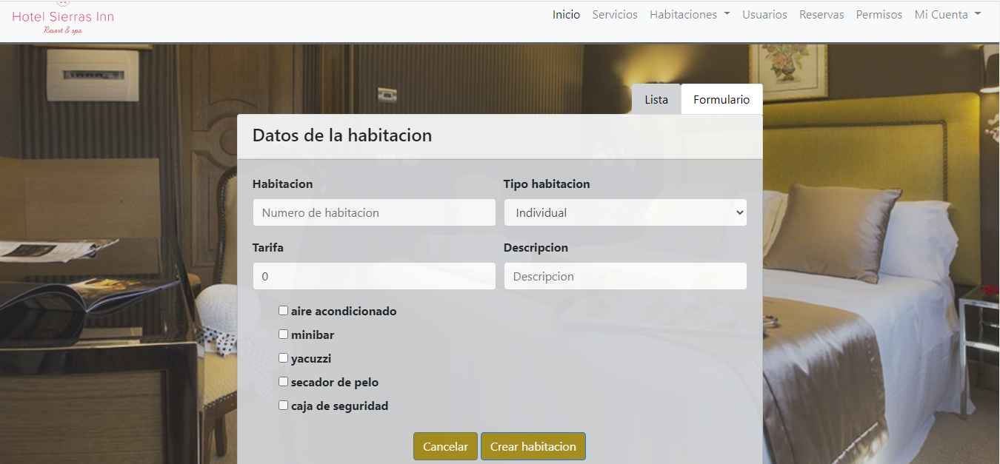 Hotel Sierras Inn
Resort & spa
Inicio Servicios Habitaciones Usuarios Reservas Permisos Mi Cuenta
Lista Formulario
Datos de la habitacion
Habitacion Tipo habitacion
Numero de habitacion Individual
Tarifa Descripcion
0 Descripcion
aire acondicionado
minibar
yacuzzi
secador de pelo
caja de seguridad
Cancelar Crear habitacion